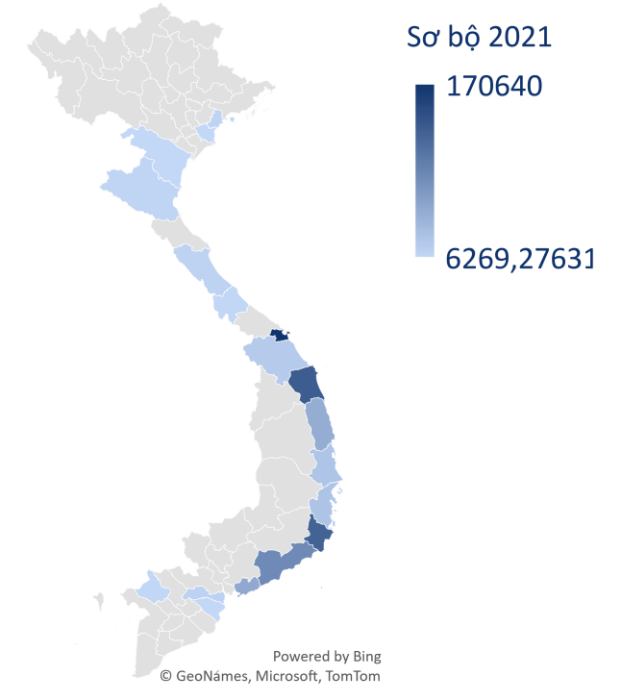 Sơ bộ 2021
170640
6269,27631
Powered by Bing
© GeoNames, Microsoft, TomTom